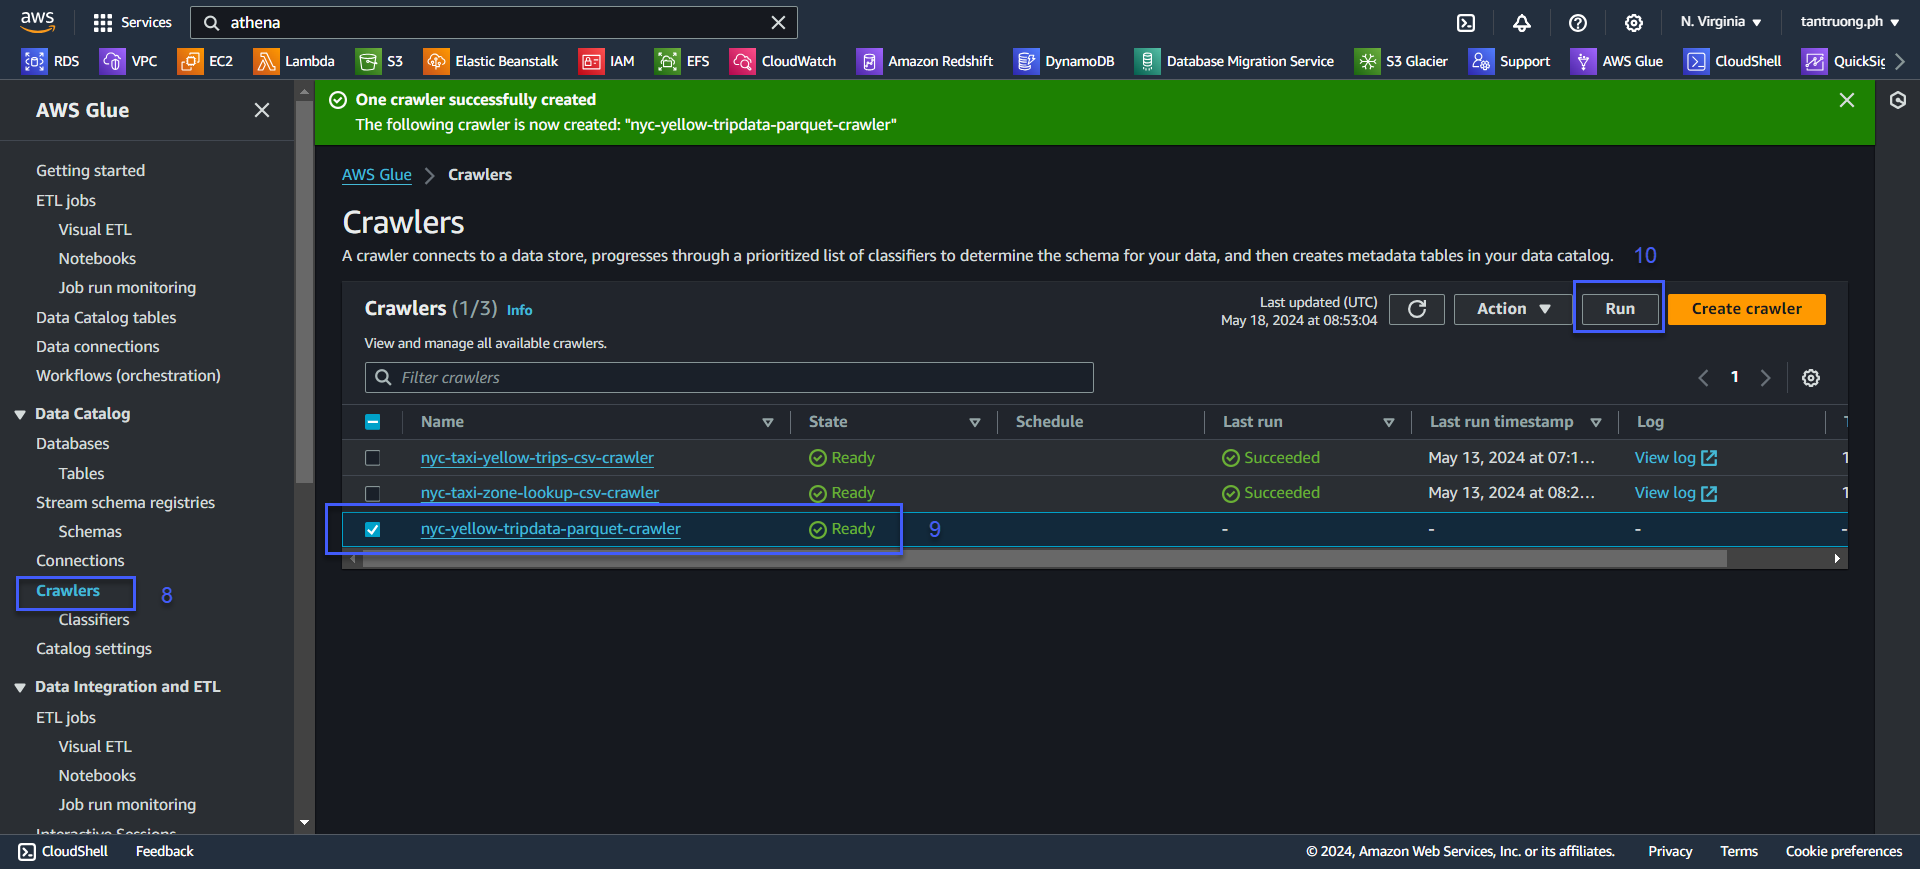 aws Services athena N. Virginia tantruong.ph
RDS VPC EC2 Lambda S3 Elastic Beanstalk IAM EFS CloudWatch Amazon Redshift DynamoDB Database Migration Service S3 Glacier Support AWS Glue CloudShell QuickSig
AWS Glue
Getting started
ETL jobs
Visual ETL
Notebooks
Job run monitoring
Data Catalog tables
Data connections
Workflows (orchestration)
Data Catalog
Databases
Tables
Stream schema registries
Schemas
Connections
Crawlers 8
Classifiers
Catalog settings
Data Integration and ETL
ETL jobs
Visual ETL
Notebooks
Job run monitoring
Interactive Sessions
One crawler successfully created
The following crawler is now created: "nyc-yellow-tripdata-parquet-crawler"
AWS Glue Crawlers
Crawlers
A crawler connects to a data store, progresses through a prioritized list of classifiers to determine the schema for your data, and then creates metadata tables in your data catalog. 10
Crawlers (1/3) Info
Last updated (UTC)
May 18, 2024 at 08:53:04
Action Run Create crawler
View and manage all available crawlers.
Filter crawlers
1
Name State Schedule Last run Last run timestamp Log T
nyc-taxi-yellow-trips-csv-crawler Ready Succeeded May 13, 2024 at 07:1... View log 1
nyc-taxi-zone-lookup-csv-crawler Ready Succeeded May 13, 2024 at 08:2... View log 1
nyc-yellow-tripdata-parquet-crawler Ready 9 - - - -
CloudShell Feedback © 2024, Amazon Web Services, Inc. or its affiliates. Privacy Terms Cookie preferences